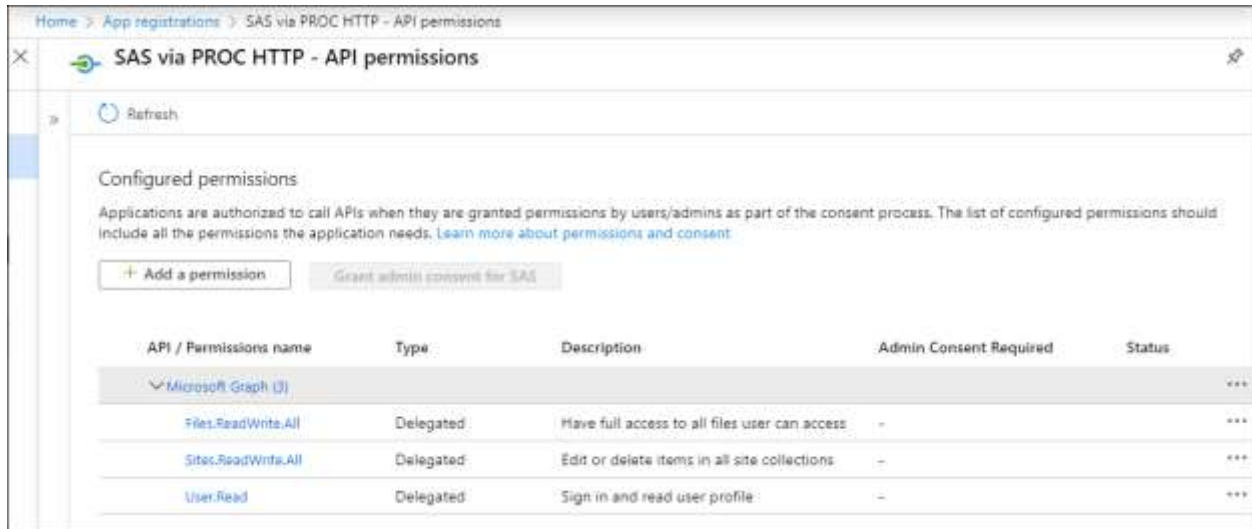 Home > App registrations > SAS via PROC HTTP - API permissions
SAS via PROC HTTP - API permissions
Refresh
Configured permissions
Applications are authorized to call APIs when they are granted permissions by users/admins as part of the consent process. The list of configured permissions should
include all the permissions the application needs. Learn more about permissions and consent
+ Add a permission Grant admin consent for SAS
API / Permissions name Type Description Admin Consent Required Status
Microsoft Graph (3) ...
Files.ReadWrite.All Delegated Have full access to all files user can access - ...
Sites.ReadWrite.All Delegated Edit or delete items in all site collections - ...
User.Read Delegated Sign in and read user profile - ...